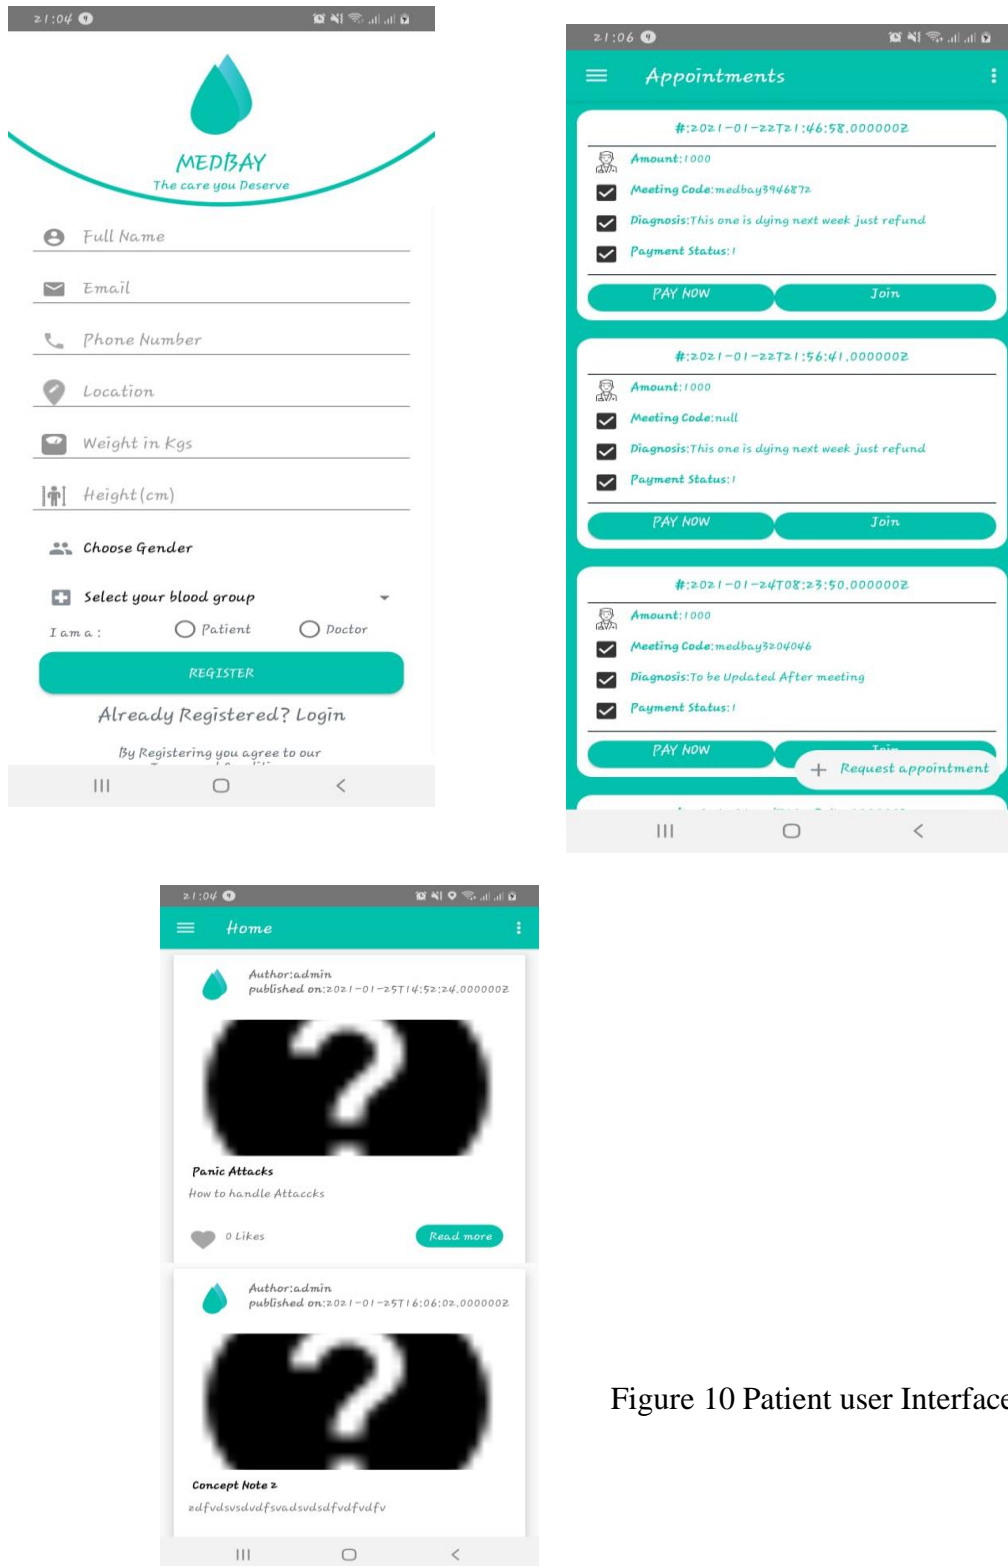 21:04
MEDBAY
The care you Deserve
Full Name
Email
Phone Number
Location
Weight in Kgs
Height(cm)
Choose Gender
Select your blood group
I am a :
Patient
Doctor
REGISTER
Already Registered? Login
By Registering you agree to our
21:06
Appointments
#:2021-01-22T21:46:58.000000Z
Amount:1000
Meeting Code:medbay3946872
Diagnosis:This one is dying next week just refund
Payment Status:1
PAY NOW
Join
#:2021-01-22T21:56:41.000000Z
Amount:1000
Meeting Code:null
Diagnosis:This one is dying next week just refund
Payment Status:1
PAY NOW
Join
#:2021-01-24T08:23:50.000000Z
Amount:1000
Meeting Code:medbay3204046
Diagnosis:To be Updated After meeting
Payment Status:1
PAY NOW
Join
+ Request appointment
21:04
Home
Author:admin
published on:2021-01-25T14:52:24.000000Z
?
Panic Attacks
How to handle Attaccks
0 Likes
Read more
Author:admin
published on:2021-01-25T16:06:02.000000Z
?
Concept Note 2
zdfvdsvsdvdfsvadsvdsdfvdfvdfv
Figure 10 Patient user Interface